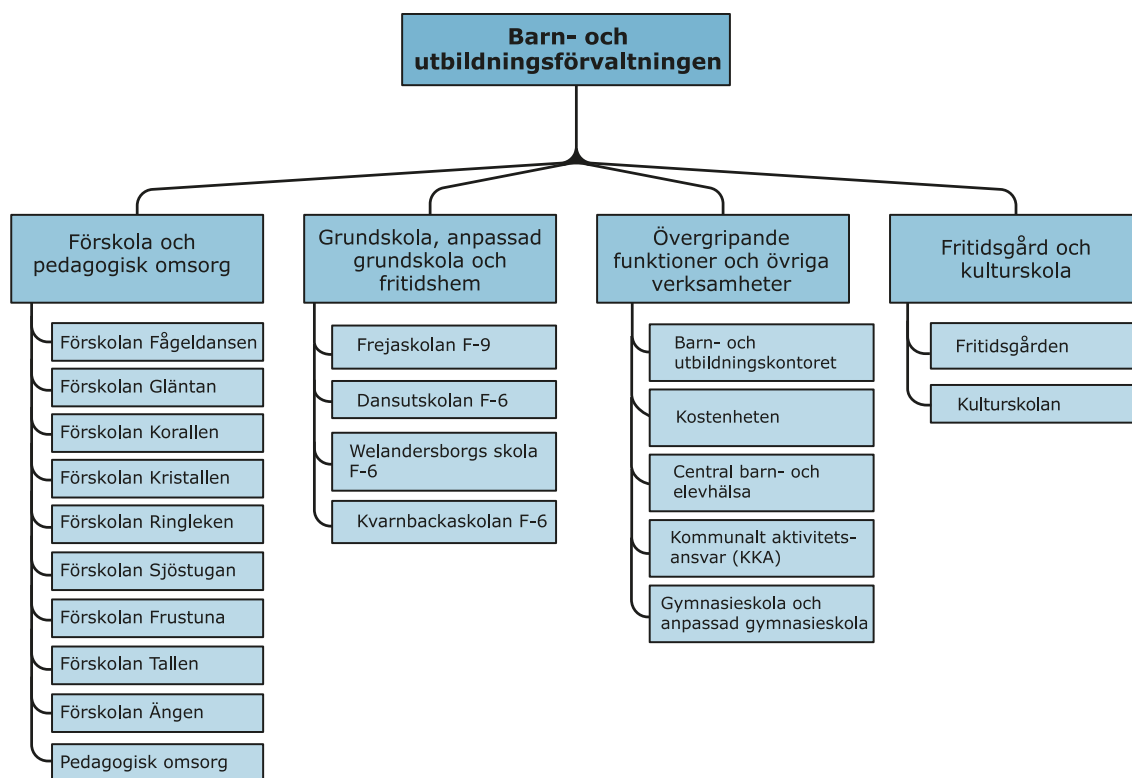 Barn- och
utbildningsförvaltningen
Förskola och
pedagogisk omsorg
Förskolan Fågeldansen
Förskolan Gläntan
Förskolan Korallen
Förskolan Kristallen
Förskolan Ringleken
Förskolan Sjöstugan
Förskolan Frustuna
Förskolan Tallen
Förskolan Ängen
Pedagogisk omsorg
Grundskola, anpassad
grundskola och
fritidshem
Frejaskolan F-9
Dansutskolan F-6
Welandersborgs skola
F-6
Kvarnbackaskolan F-6
Övergripande
funktioner och övriga
verksamheter
Barn- och
utbildningskontoret
Kostenheten
Central barn- och
elevhälsa
Kommunalt aktivitets-
ansvar (KKA)
Gymnasieskola och
anpassad gymnasieskola
Fritidsgård och
kulturskola
Fritidsgården
Kulturskolan